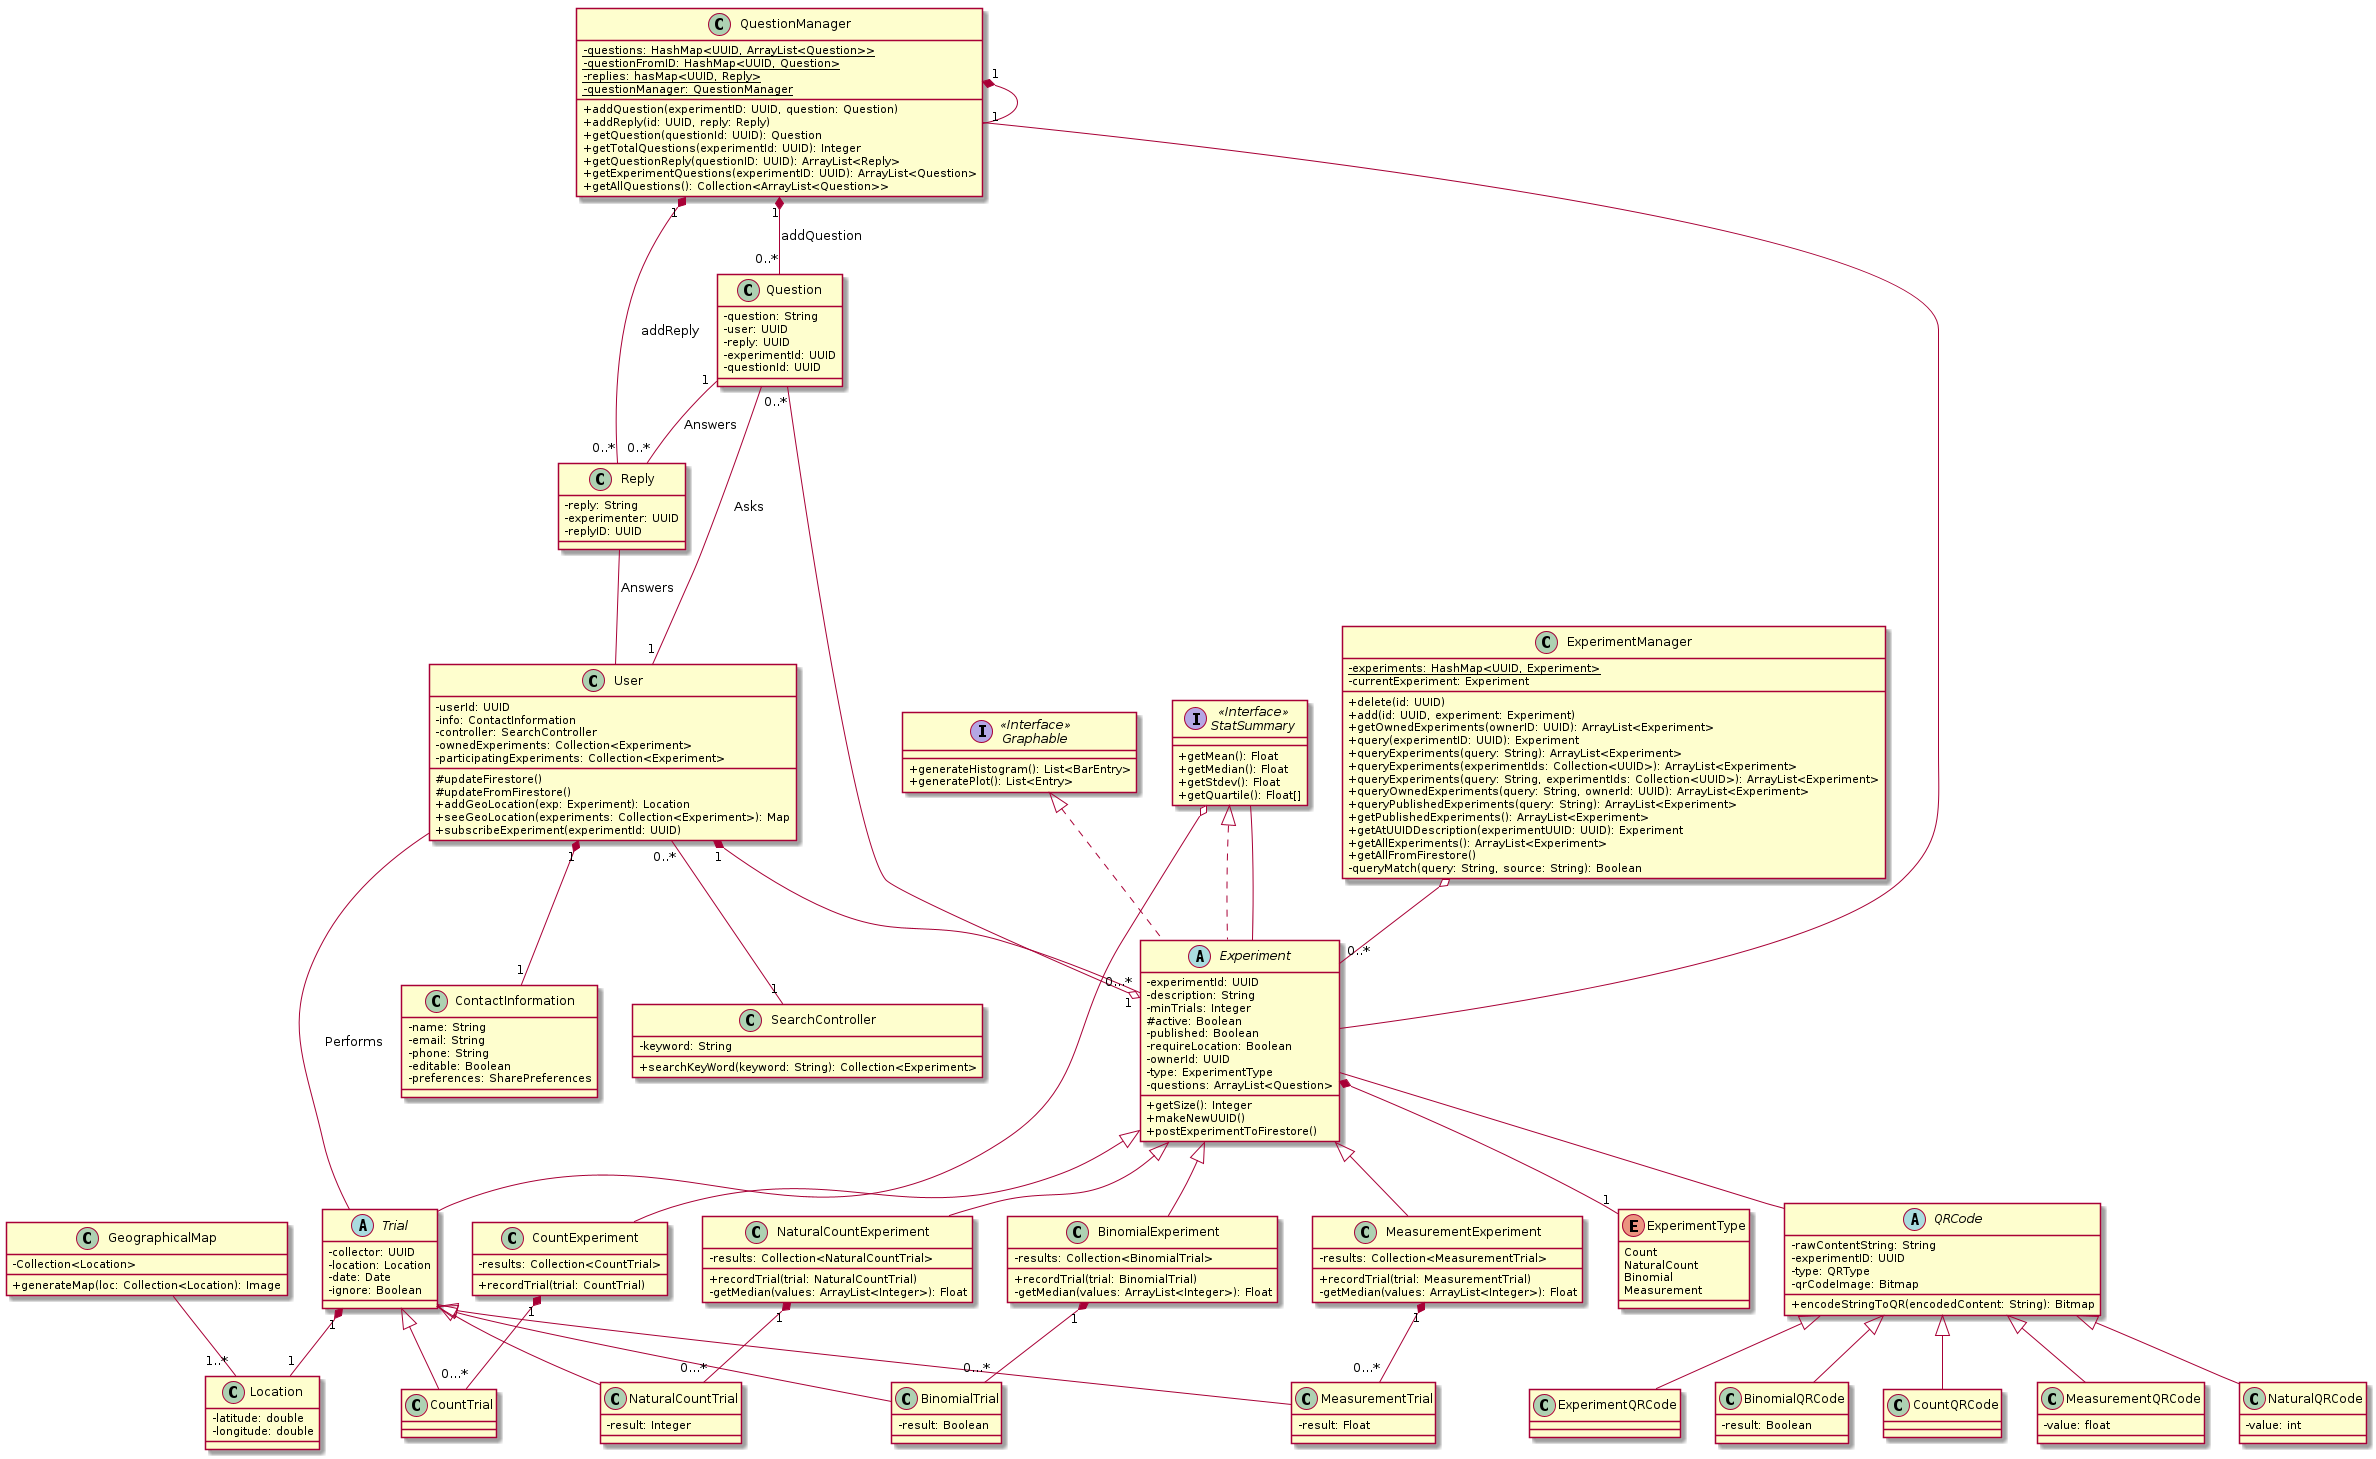 C QuestionManager
-questions: HashMap<UUID, ArrayList<Question>>
-questionFromID: HashMap<UUID, Question>
-replies: hasMap<UUID, Reply>
-questionManager: QuestionManager
+addQuestion(experimentID: UUID, question: Question)
+addReply(id: UUID, reply: Reply)
+getQuestion(questionId: UUID): Question
+getTotalQuestions(experimentId: UUID): Integer
+getQuestionReply(questionID: UUID): ArrayList<Reply>
+getExperimentQuestions(experimentID: UUID): ArrayList<Question>
+getAllQuestions(): Collection<ArrayList<Question>>
1
1
1
1
addQuestion
0..*
C Question
-question: String
-user: UUID
-reply: UUID
-experimentId: UUID
-questionId: UUID
addReply
1
0..*
Answers
0..*
0..*
C Reply
-reply: String
-experimenter: UUID
-replyID: UUID
Asks
Answers
1
C User
-userId: UUID
-info: ContactInformation
-controller: SearchController
-ownedExperiments: Collection<Experiment>
-participatingExperiments: Collection<Experiment>
#updateFirestore()
#updateFromFirestore()
+addGeoLocation(exp: Experiment): Location
+seeGeoLocation(experiments: Collection<Experiment>): Map
+subscribeExperiment(experimentId: UUID)
1
0..*
1
I «Interface»
Graphable
+generateHistogram(): List<BarEntry>
+generatePlot(): List<Entry>
I «Interface»
StatSummary
+getMean(): Float
+getMedian(): Float
+getStdev(): Float
+getQuartile(): Float[]
C ExperimentManager
-experiments: HashMap<UUID, Experiment>
-currentExperiment: Experiment
+delete(id: UUID)
+add(id: UUID, experiment: Experiment)
+getOwnedExperiments(ownerID: UUID): ArrayList<Experiment>
+query(experimentID: UUID): Experiment
+queryExperiments(query: String): ArrayList<Experiment>
+queryExperiments(experimentIds: Collection<UUID>): ArrayList<Experiment>
+queryExperiments(query: String, experimentIds: Collection<UUID>): ArrayList<Experiment>
+queryOwnedExperiments(query: String, ownerId: UUID): ArrayList<Experiment>
+queryPublishedExperiments(query: String): ArrayList<Experiment>
+getPublishedExperiments(): ArrayList<Experiment>
+getAtUUIDDescription(experimentUUID: UUID): Experiment
+getAllExperiments(): ArrayList<Experiment>
+getAllFromFirestore()
-queryMatch(query: String, source: String): Boolean
0..*
1
C ContactInformation
-name: String
-email: String
-phone: String
-editable: Boolean
-preferences: SharePreferences
1
C SearchController
-keyword: String
+searchKeyWord(keyword: String): Collection<Experiment>
0...*
1
A Experiment
-experimentId: UUID
-description: String
-minTrials: Integer
#active: Boolean
-published: Boolean
-requireLocation: Boolean
-ownerId: UUID
-type: ExperimentType
-questions: ArrayList<Question>
+getSize(): Integer
+makeNewUUID()
+postExperimentToFirestore()
Performs
C GeographicalMap
-Collection<Location>
+generateMap(loc: Collection<Location): Image
A Trial
-collector: UUID
-location: Location
-date: Date
-ignore: Boolean
C CountExperiment
-results: Collection<CountTrial>
+recordTrial(trial: CountTrial)
C NaturalCountExperiment
-results: Collection<NaturalCountTrial>
+recordTrial(trial: NaturalCountTrial)
-getMedian(values: ArrayList<Integer>): Float
C BinomialExperiment
-results: Collection<BinomialTrial>
+recordTrial(trial: BinomialTrial)
-getMedian(values: ArrayList<Integer>): Float
C MeasurementExperiment
-results: Collection<MeasurementTrial>
+recordTrial(trial: MeasurementTrial)
-getMedian(values: ArrayList<Integer>): Float
1
E ExperimentType
Count
NaturalCount
Binomial
Measurement
A QRCode
-rawContentString: String
-experimentID: UUID
-type: QRType
-qrCodeImage: Bitmap
+encodeStringToQR(encodedContent: String): Bitmap
1
1
1
1
1
1..*
1
0...*
0...*
0...*
0...*
C Location
-latitude: double
-longitude: double
C CountTrial
C NaturalCountTrial
-result: Integer
C BinomialTrial
-result: Boolean
C MeasurementTrial
-result: Float
C ExperimentQRCode
C BinomialQRCode
-result: Boolean
C CountQRCode
C MeasurementQRCode
-value: float
C NaturalQRCode
-value: int